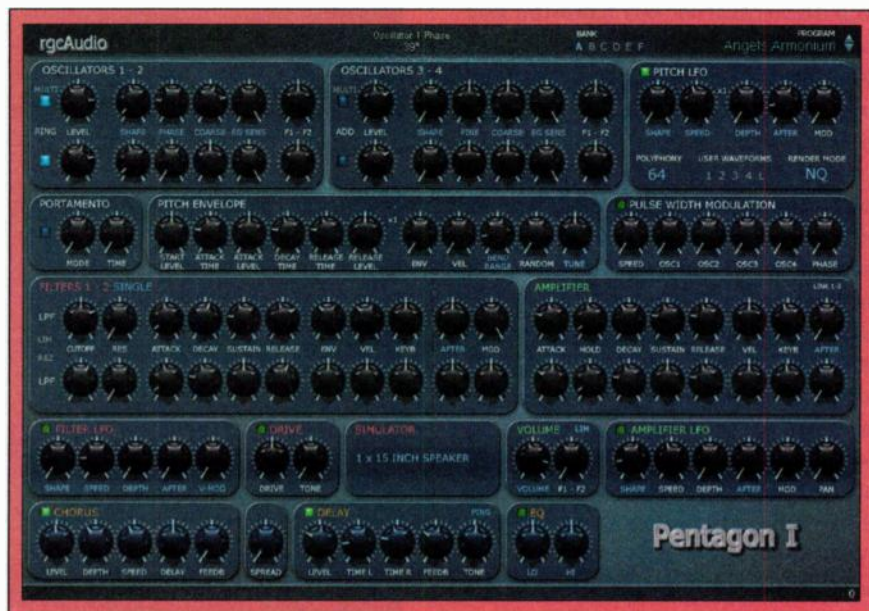 rgcAudio
Oscillator 1 Phase
39°
BANK
A B C D E F
PROGRAM
Angels Armonium
OSCILLATORS 1 - 2
MULTI
RING LEVEL SHAPE PHASE COARSE EG SENS F1 - F2
OSCILLATORS 3 - 4
MULTI
ADD LEVEL SHAPE FINE COARSE EG SENS F1 - F2
PITCH LFO
x1
SHAPE SPEED DEPTH AFTER MOD
POLYPHONY USER WAVEFORMS RENDER MODE
64 1 2 3 4 L NQ
PORTAMENTO
MODE TIME
PITCH ENVELOPE
x1
START LEVEL ATTACK TIME ATTACK LEVEL DECAY TIME RELEASE TIME RELEASE LEVEL ENV VEL BEND RANGE RANDOM TUNE
PULSE WIDTH MODULATION
SPEED OSC1 OSC2 OSC3 OSC4 PHASE
FILTERS 1 - 2 SINGLE
LPF
CUTOFF RES ATTACK DECAY SUSTAIN RELEASE ENV VEL KEYB AFTER MOD
LIM
LPF
AMPLIFIER
ATTACK HOLD DECAY SUSTAIN RELEASE VEL KEYB AFTER
FILTER LFO
SHAPE SPEED DEPTH AFTER V-MOD
DRIVE
DRIVE TONE
SIMULATOR
1 x 15 INCH SPEAKER
VOLUME LIM
VOLUME F1 - F2
AMPLIFIER LFO
SHAPE SPEED DEPTH AFTER MOD PAN
CHORUS
LEVEL DEPTH SPEED DELAY FEEDB
SPREAD
DELAY
LEVEL TIME L TIME R FEEDB TONE
EQ
LO HI
Pentagon I
0